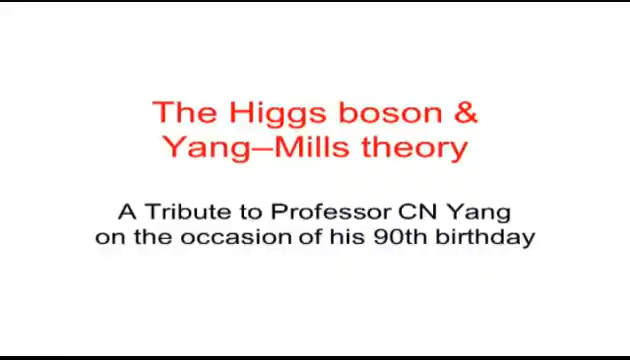 The Higgs boson &
Yang–Mills theory
A Tribute to Professor CN Yang
on the occasion of his 90th birthday